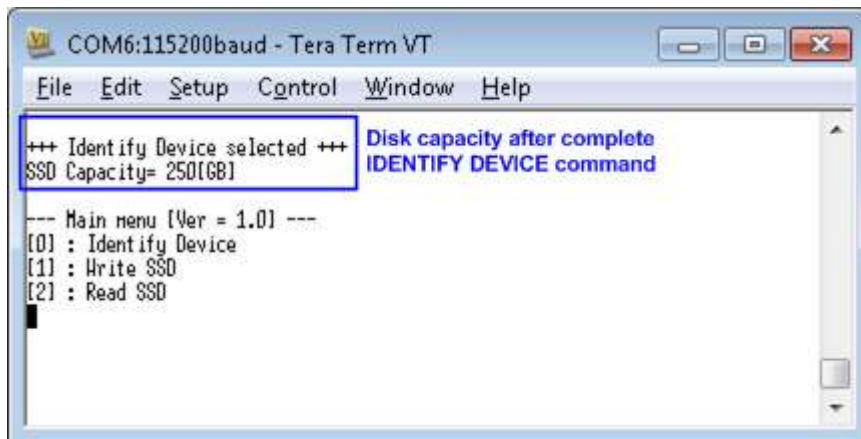 COM6:115200baud - Tera Term VT
File Edit Setup Control Window Help
+++ Identify Device selected +++
SSD Capacity= 250[GB]
Disk capacity after complete
IDENTIFY DEVICE command
--- Main menu [Ver = 1.0] ---
[0] : Identify Device
[1] : Write SSD
[2] : Read SSD